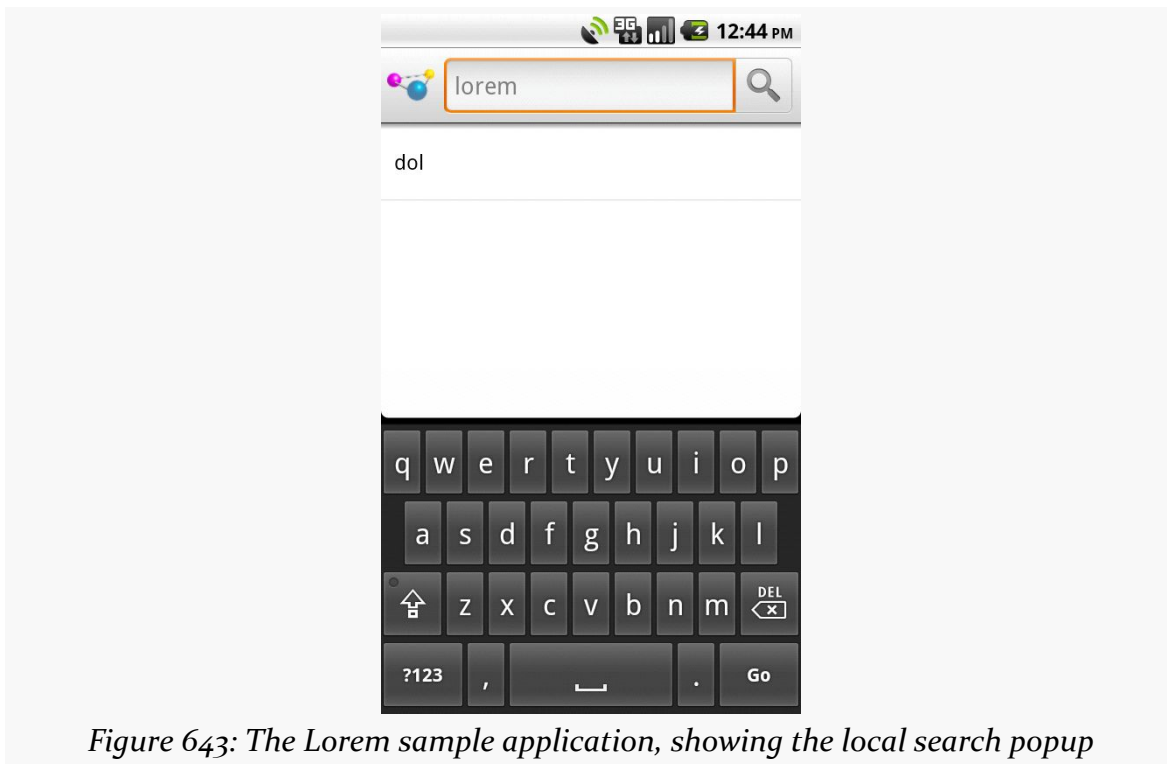 3G 12:44 PM
lorem
dol
q w e r t y u i o p
a s d f g h j k l
z x c v b n m DEL
?123 , . Go
Figure 643: The Lorem sample application, showing the local search popup